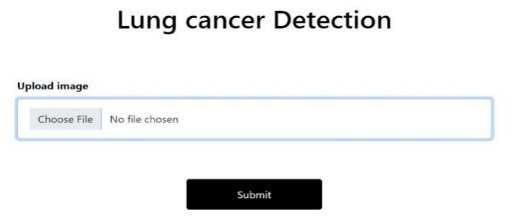 Lung cancer Detection
Upload image
Choose File No file chosen
Submit